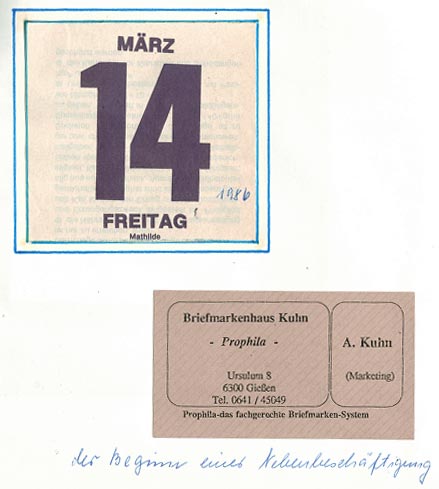 MÄRZ
14
1986
FREITAG
Mathilde
Briefmarkenhaus Kuhn
- Prophila -
Ursulum 8
6300 Gießen
Tel. 0641 / 45049
A. Kuhn
(Marketing)
Prophila-das fachgerechte Briefmarken-System
der Beginn einer Nebenbeschäftigung